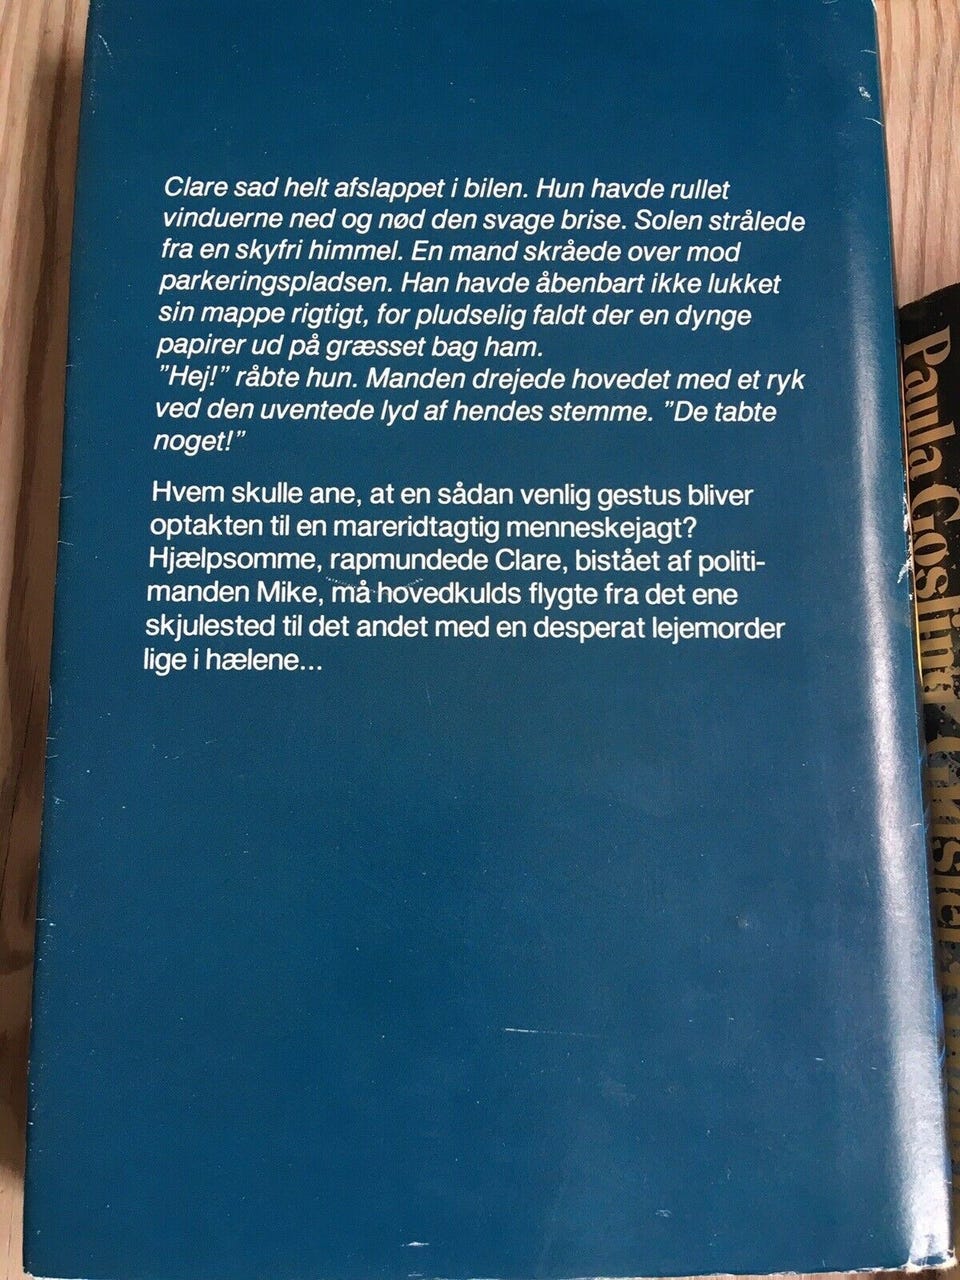 Clare sad helt afslappet i bilen. Hun havde rullet
vinduerne ned og nød den svage brise. Solen strålede
fra en skyfri himmel. En mand skråede over mod
parkeringspladsen. Han havde åbenbart ikke lukket
sin mappe rigtigt, for pludselig faldt der en dynge
papirer ud på græsset bag ham.
”Hej!” råbte hun. Manden drejede hovedet med et ryk
ved den uventede lyd af hendes stemme. ”De tabte
noget!”
Hvem skulle ane, at en sådan venlig gestus bliver
optakten til en mareridtagtig menneskejagt?
Hjælpsomme, rapmundede Clare, bistået af politi-
manden Mike, må hovedkulds flygte fra det ene
skjulested til det andet med en desperat lejemorder
lige i hælene...
Paula Gosling